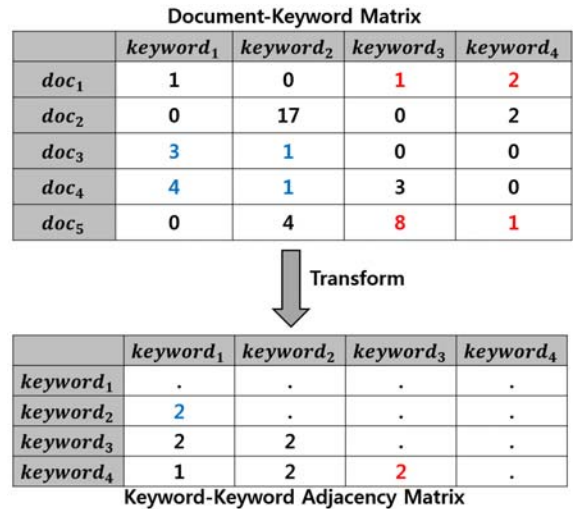 Document-Keyword Matrix
keyword₁ keyword₂ keyword₃ keyword₄
doc₁ 1 0 1 2
doc₂ 0 17 0 2
doc₃ 3 1 0 0
doc₄ 4 1 3 0
doc₅ 0 4 8 1
Transform
keyword₁ keyword₂ keyword₃ keyword₄
keyword₁ . . . .
keyword₂ 2 . . .
keyword₃ 2 2 . .
keyword₄ 1 2 2 .
Keyword-Keyword Adjacency Matrix